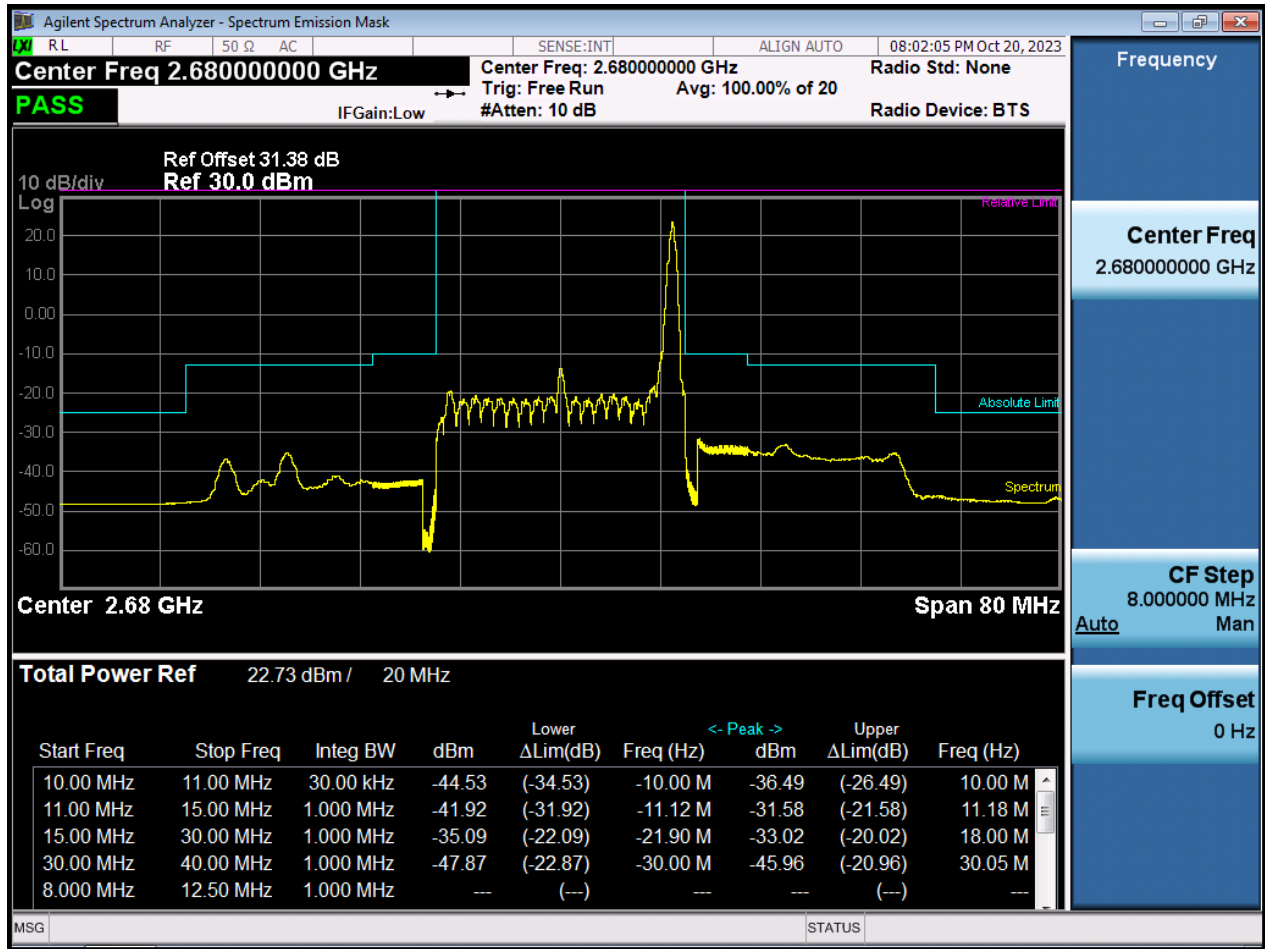 Agilent Spectrum Analyzer - Spectrum Emission Mask
LXI RL RF 50 Ω AC SENSE:INT ALIGN AUTO 08:02:05 PM Oct 20, 2023
Center Freq 2.680000000 GHz
Center Freq: 2.680000000 GHz Radio Std: None
Trig: Free Run Avg: 100.00% of 20
PASS
IFGain:Low #Atten: 10 dB Radio Device: BTS
Ref Offset 31.38 dB
10 dB/div Ref 30.0 dBm
Log
Relative Limit
20.0
10.0
0.00
-10.0
-20.0
Absolute Limit
-30.0
-40.0
Spectrum
-50.0
-60.0
Center 2.68 GHz Span 80 MHz
Total Power Ref 22.73 dBm / 20 MHz
Lower <- Peak -> Upper
Start Freq Stop Freq Integ BW dBm ΔLim(dB) Freq (Hz) dBm ΔLim(dB) Freq (Hz)
10.00 MHz 11.00 MHz 30.00 kHz -44.53 (-34.53) -10.00 M -36.49 (-26.49) 10.00 M
11.00 MHz 15.00 MHz 1.000 MHz -41.92 (-31.92) -11.12 M -31.58 (-21.58) 11.18 M
15.00 MHz 30.00 MHz 1.000 MHz -35.09 (-22.09) -21.90 M -33.02 (-20.02) 18.00 M
30.00 MHz 40.00 MHz 1.000 MHz -47.87 (-22.87) -30.00 M -45.96 (-20.96) 30.05 M
8.000 MHz 12.50 MHz 1.000 MHz --- (---) --- --- (---) ---
MSG STATUS
Frequency
Center Freq
2.680000000 GHz
CF Step
8.000000 MHz
Auto Man
Freq Offset
0 Hz